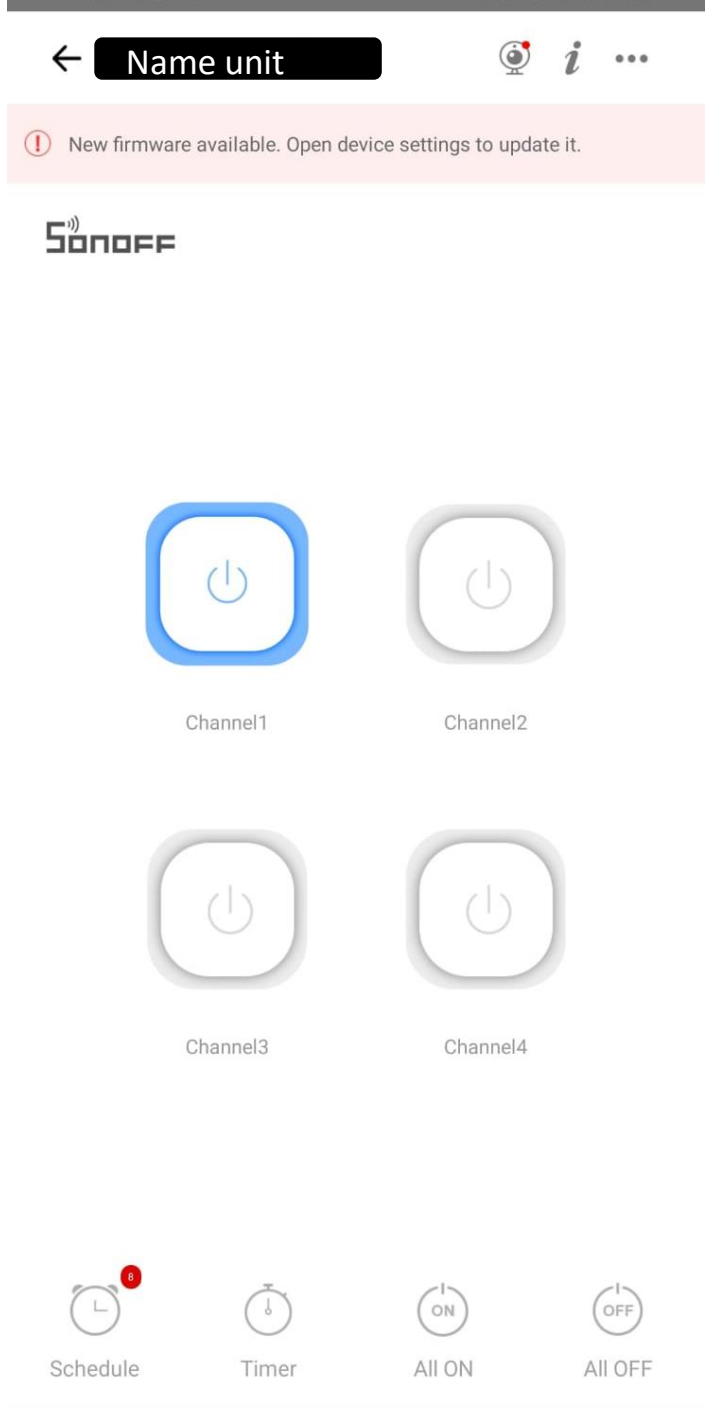 Name unit
New firmware available. Open device settings to update it.
SONOFF
Channel1
Channel2
Channel3
Channel4
8
ON
OFF
Schedule
Timer
All ON
All OFF